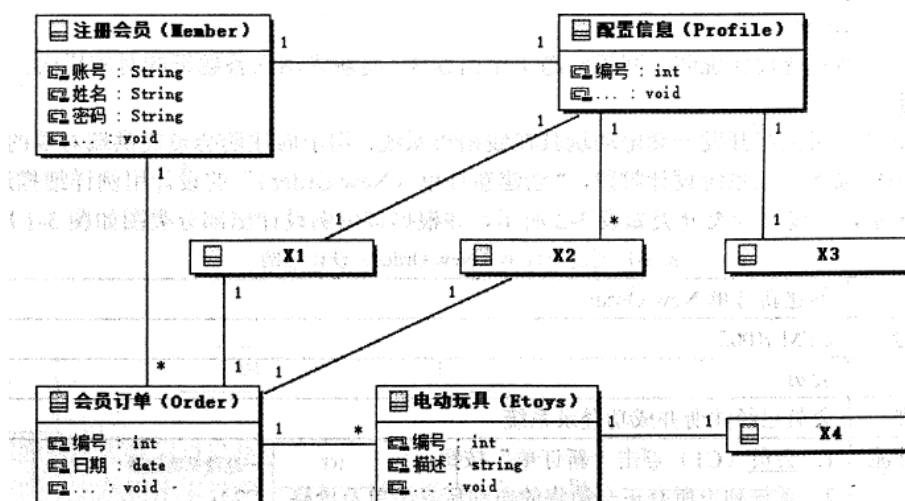 注册会员（Member）
账号 : String
姓名 : String
密码 : String
... : void
配置信息（Profile）
编号 : int
... : void
1
1
1
1
1
1
1
*
1
X1
X2
X3
1
1
*
1
1
会员订单（Order）
编号 : int
日期 : date
... : void
1
*
电动玩具（Etoys）
编号 : int
描述 : string
... : void
1
1
X4